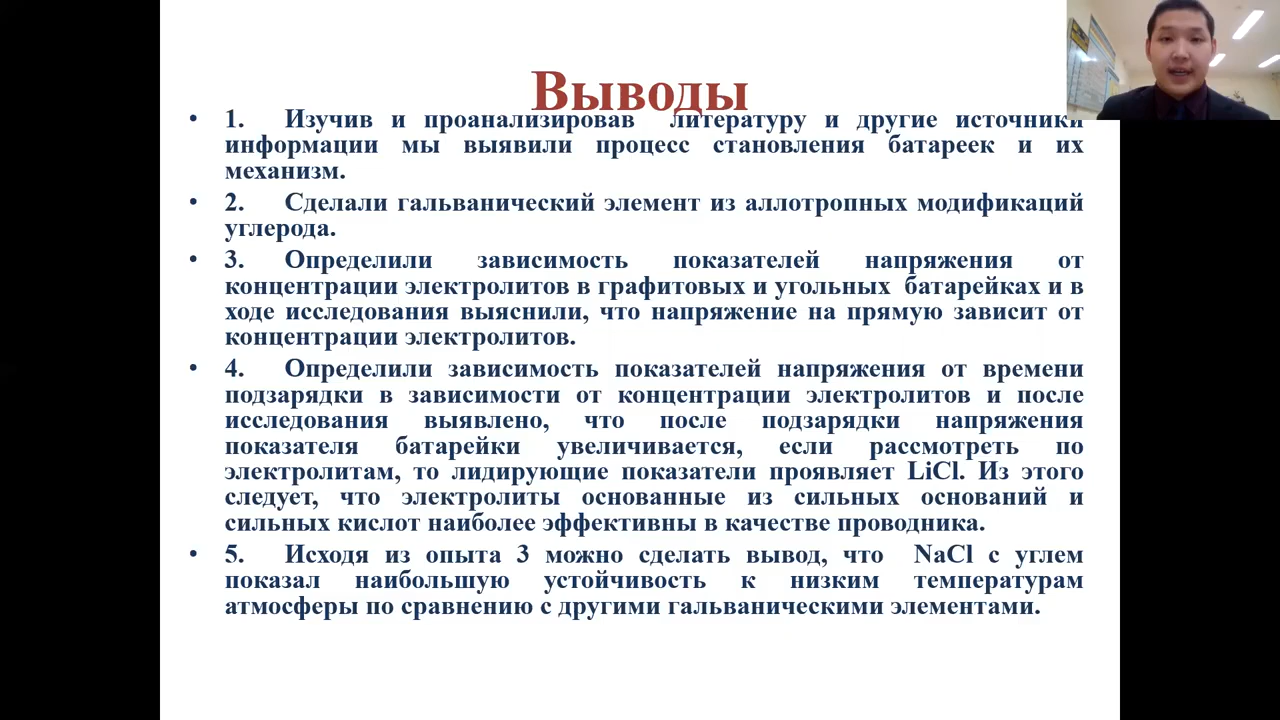 Выводы
• 1. Изучив и проанализировав литературу и другие источники
информации мы выявили процесс становления батареек и их
механизм.
• 2. Сделали гальванический элемент из аллотропных модификаций
углерода.
• 3. Определили зависимость показателей напряжения от
концентрации электролитов в графитовых и угольных батарейках и в
ходе исследования выяснили, что напряжение на прямую зависит от
концентрации электролитов.
• 4. Определили зависимость показателей напряжения от времени
подзарядки в зависимости от концентрации электролитов и после
исследования выявлено, что после подзарядки напряжения
показателя батарейки увеличивается, если рассмотреть по
электролитам, то лидирующие показатели проявляет LiCl. Из этого
следует, что электролиты основанные из сильных оснований и
сильных кислот наиболее эффективны в качестве проводника.
• 5. Исходя из опыта 3 можно сделать вывод, что NaCl с углем
показал наибольшую устойчивость к низким температурам
атмосферы по сравнению с другими гальваническими элементами.